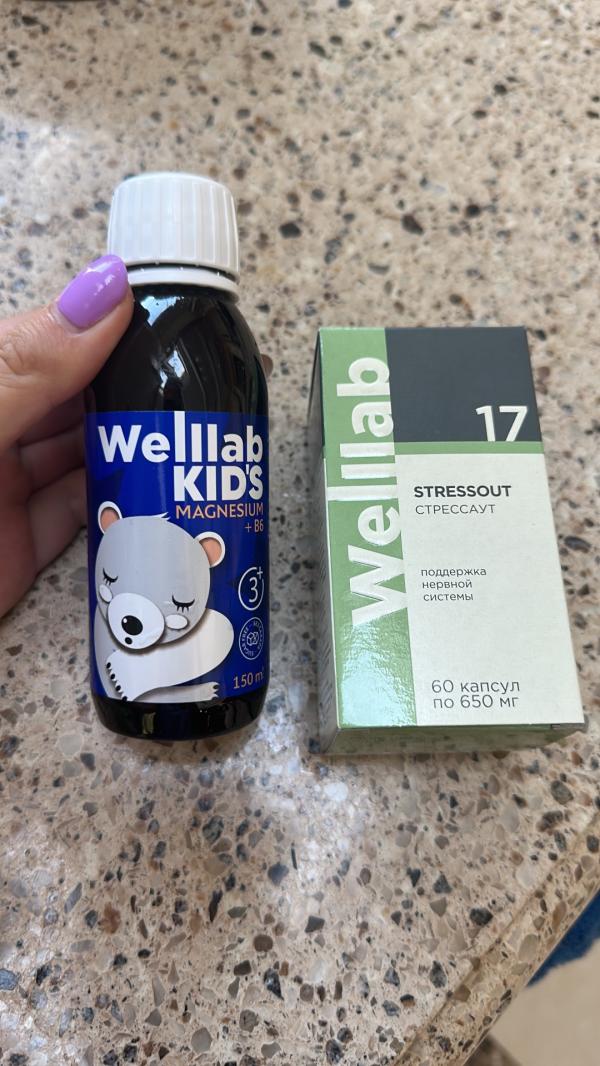 Welllab
KID'S
MAGNESIUM
+ B6
3+
150 ml
Welllab
17
STRESSOUT
СТРЕССАУТ
поддержка
нервной
системы
60 капсул
по 650 мг